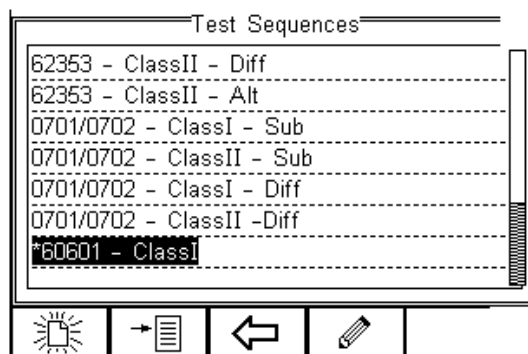 Test Sequences
62353 - ClassII - Diff
62353 - ClassII - Alt
0701/0702 - ClassI - Sub
0701/0702 - ClassII - Sub
0701/0702 - ClassI - Diff
0701/0702 - ClassII -Diff
*60601 - ClassI